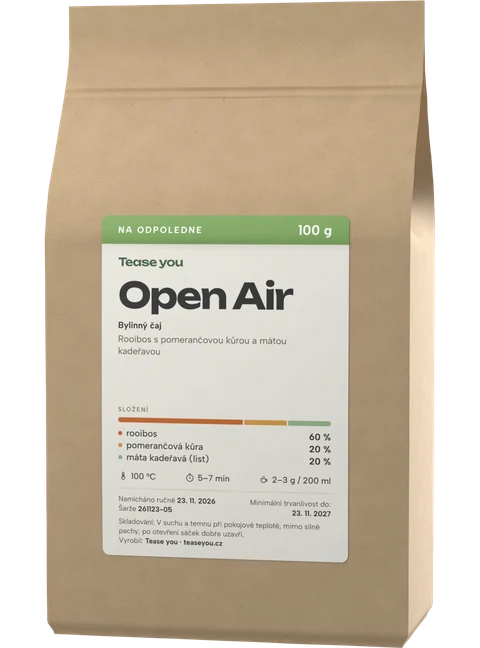 NA ODPOLEDNE 100 g
Tease you
Open Air
Bylinný čaj
Rooibos s pomerančovou kůrou a mátou
kadeřavou
SLOŽENÍ
rooibos 60 %
pomerančová kůra 20 %
máta kadeřavá (list) 20 %
100 °C 5–7 min 2–3 g / 200 ml
Namícháno ručně 23. 11. 2026
Šarže 261123-05
Minimální trvanlivost do:
23. 11. 2027
Skladování: V suchu a temnu při pokojové teplotě, mimo silné
pachy; po otevření sáček dobře uzavři.
Vyrobil: Tease you · teaseyou.cz